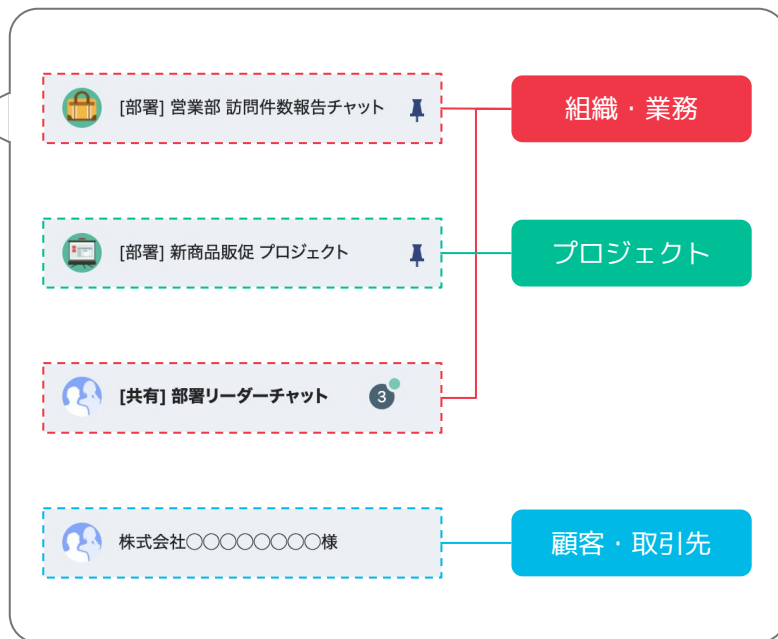 [部署] 営業部 訪問件数報告チャット
組織・業務
[部署] 新商品販促 プロジェクト
プロジェクト
[共有] 部署リーダーチャット
3
株式会社〇〇〇〇〇〇〇〇様
顧客・取引先